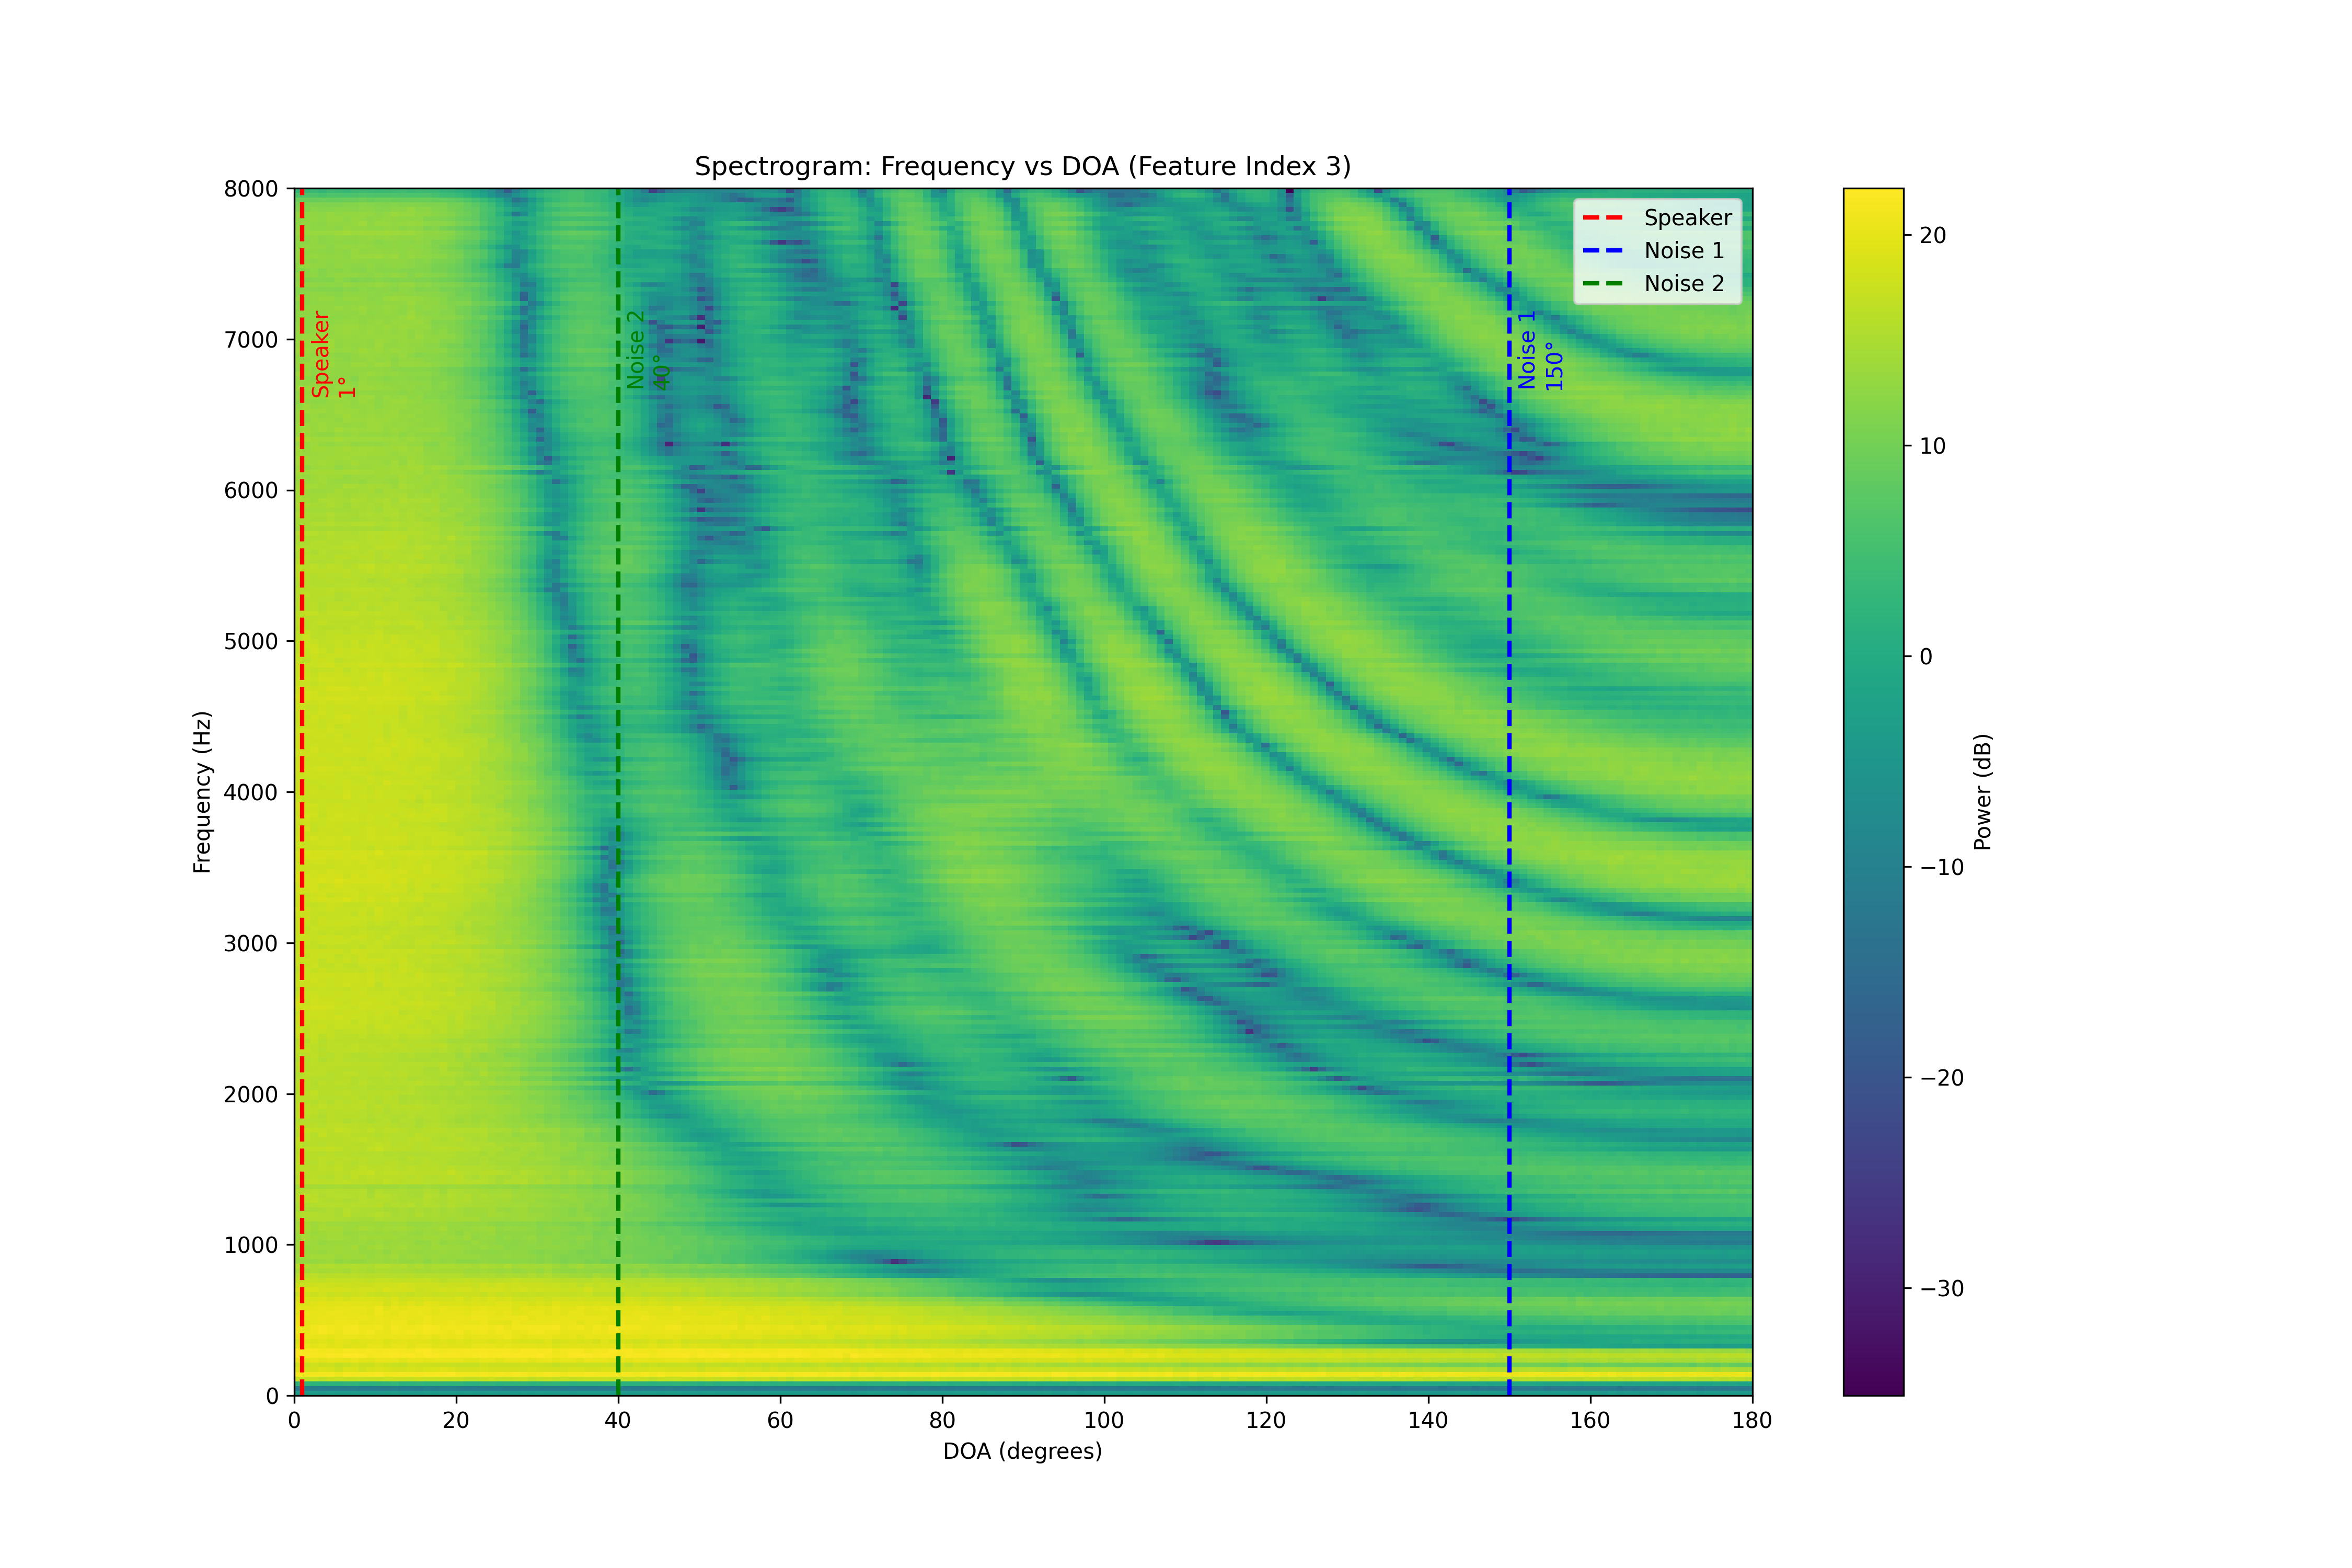 Spectrogram: Frequency vs DOA (Feature Index 3)
8000
7000
6000
5000
4000
3000
2000
1000
0
Frequency (Hz)
0 20 40 60 80 100 120 140 160 180
DOA (degrees)
Speaker
1°
Noise 2
40°
Noise 1
150°
Speaker
Noise 1
Noise 2
20
10
0
−10
−20
−30
Power (dB)